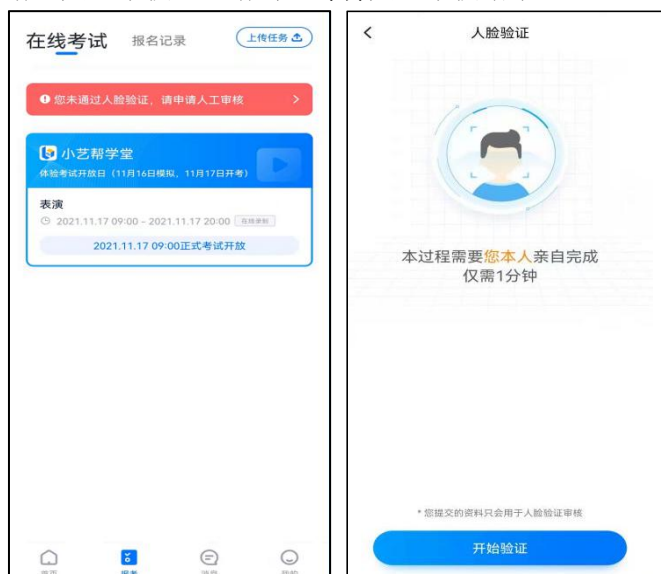 在线考试
报名记录
上传任务
您未通过人脸验证，请申请人工审核
小艺帮学堂
体验考试开放日（11月16日模拟，11月17日开考）
表演
2021.11.17 09:00 - 2021.11.17 20:00 在线录制
2021.11.17 09:00正式考试开放
人脸验证
本过程需要您本人亲自完成
仅需1分钟
* 您提交的资料只会用于人脸验证审核
开始验证